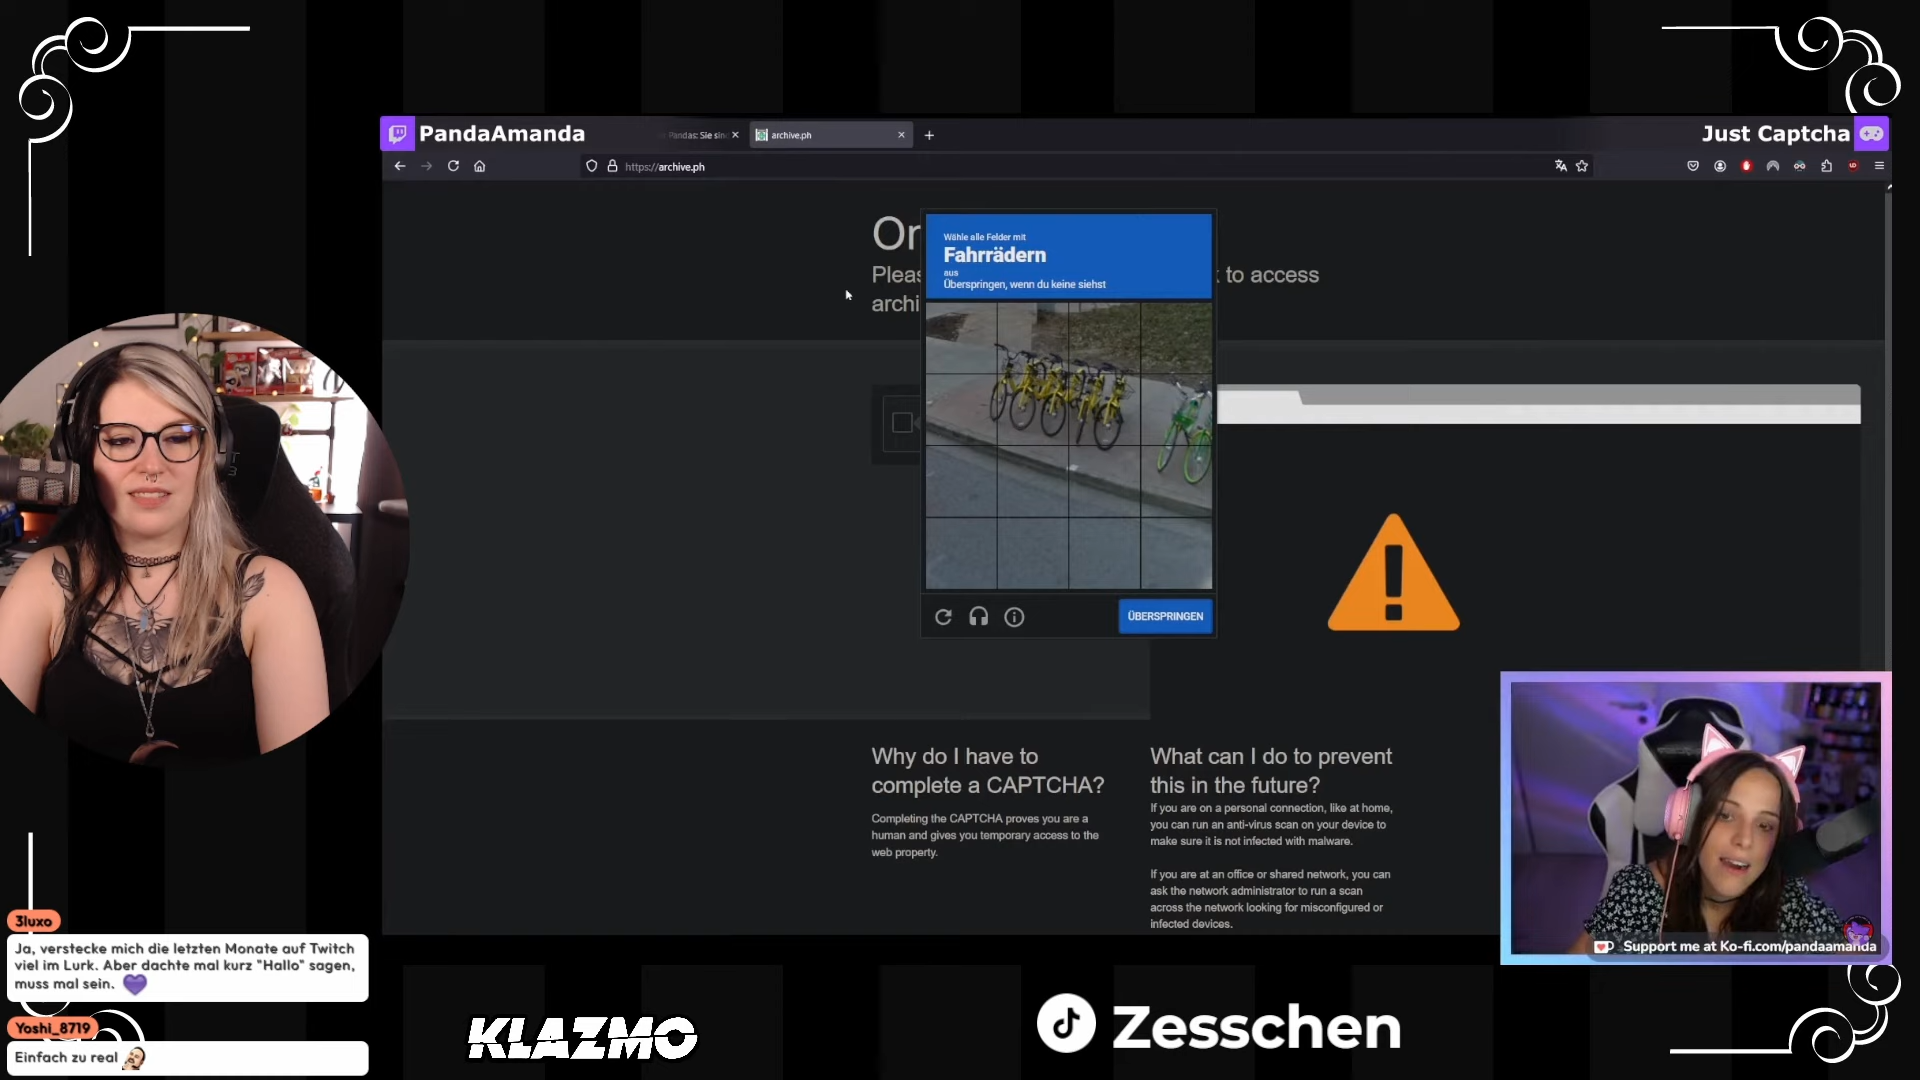 PandaAmanda
Pandas: Sie sin
archive.ph
Just Captcha
https://archive.ph
On
Pleas
to access
archi
Wähle alle Felder mit
Fahrrädern
aus
Überspringen, wenn du keine siehst
ÜBERSPRINGEN
Why do I have to
complete a CAPTCHA?
Completing the CAPTCHA proves you are a
human and gives you temporary access to the
web property.
What can I do to prevent
this in the future?
If you are on a personal connection, like at home,
you can run an anti-virus scan on your device to
make sure it is not infected with malware.
If you are at an office or shared network, you can
ask the network administrator to run a scan
across the network looking for misconfigured or
infected devices.
Support me at Ko-fi.com/pandaamanda
3luxo
Ja, verstecke mich die letzten Monate auf Twitch
viel im Lurk. Aber dachte mal kurz "Hallo" sagen,
muss mal sein.
Yoshi_8719
Einfach zu real
KLAZMO
Zesschen